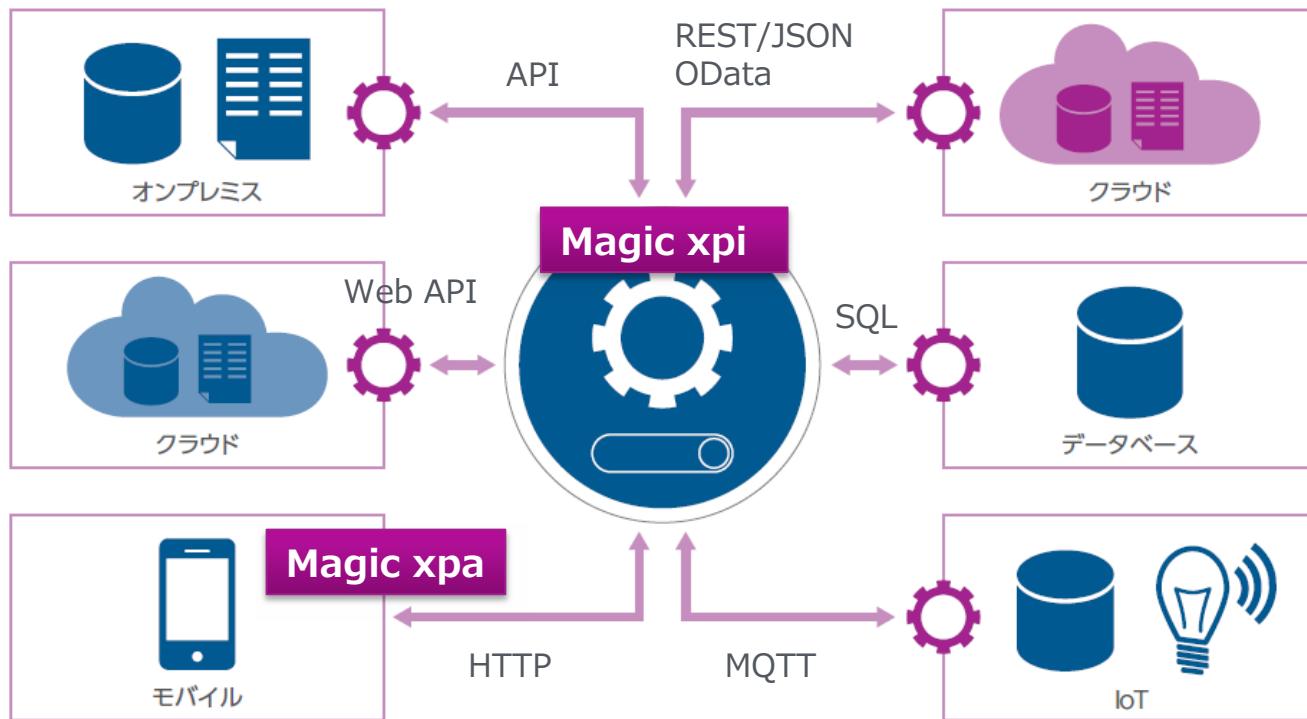 API
REST/JSON
OData
オンプレミス
クラウド
Magic xpi
Web API
SQL
クラウド
データベース
Magic xpa
HTTP
MQTT
モバイル
IoT